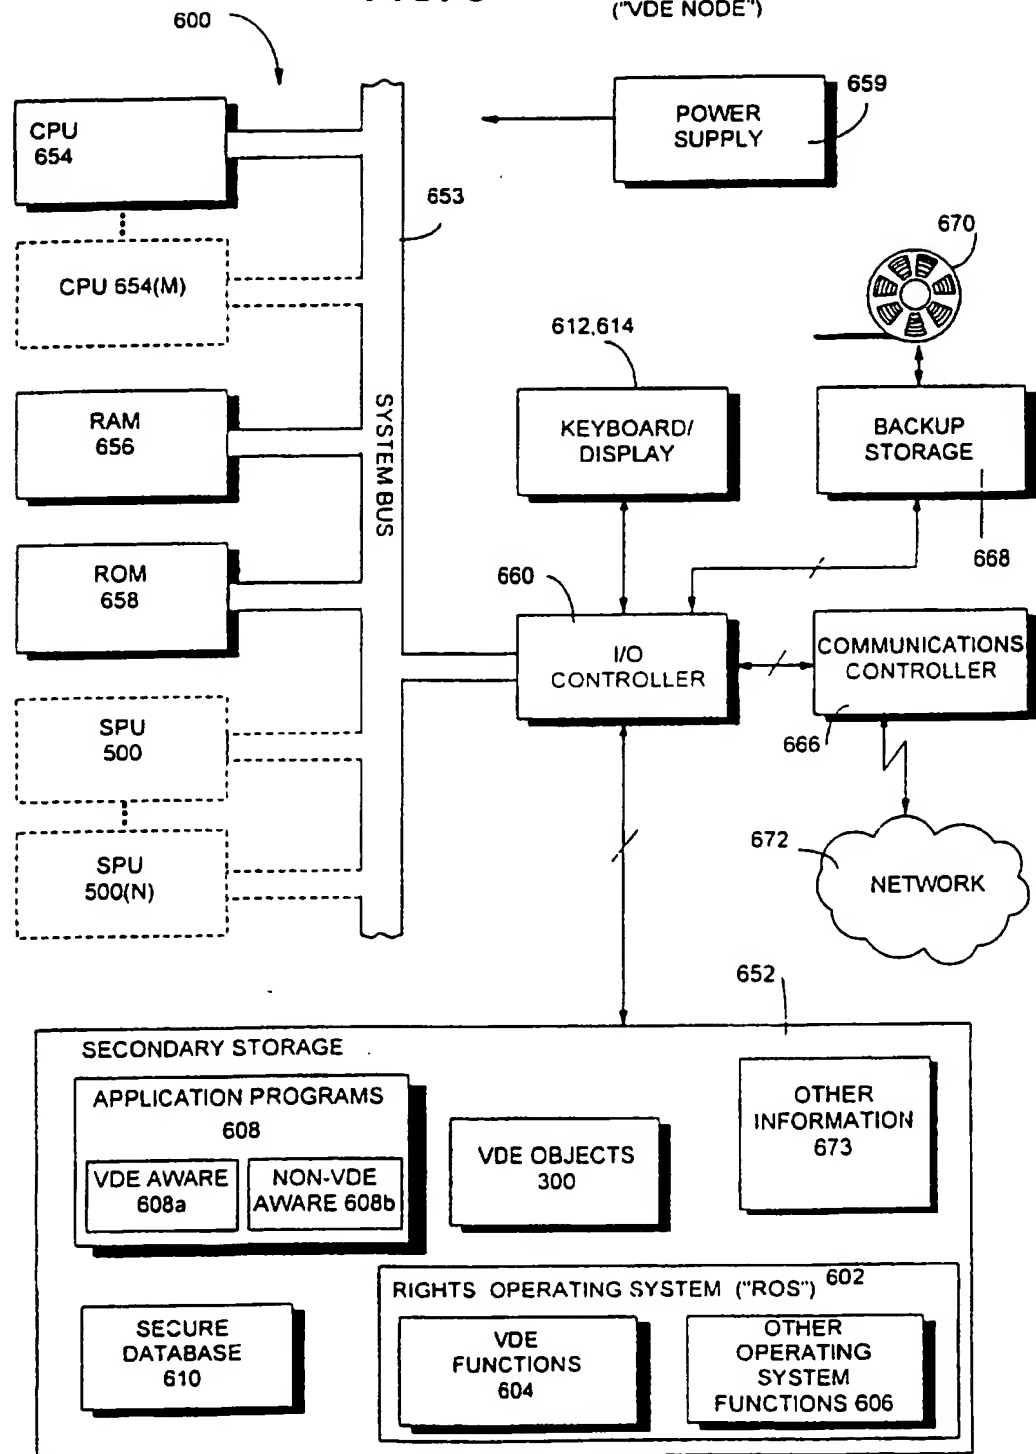 ("VDE NODE")
600
CPU
654
POWER
SUPPLY
659
653
CPU 654(M)
670
612,614
SYSTEM BUS
RAM
656
KEYBOARD/
DISPLAY
BACKUP
STORAGE
668
ROM
658
660
I/O
CONTROLLER
COMMUNICATIONS
CONTROLLER
666
SPU
500
672
NETWORK
SPU
500(N)
652
SECONDARY STORAGE
APPLICATION PROGRAMS
608
VDE AWARE
608a
NON-VDE
AWARE 608b
VDE OBJECTS
300
OTHER
INFORMATION
673
SECURE
DATABASE
610
RIGHTS OPERATING SYSTEM ("ROS") 602
VDE
FUNCTIONS
604
OTHER
OPERATING
SYSTEM
FUNCTIONS 606